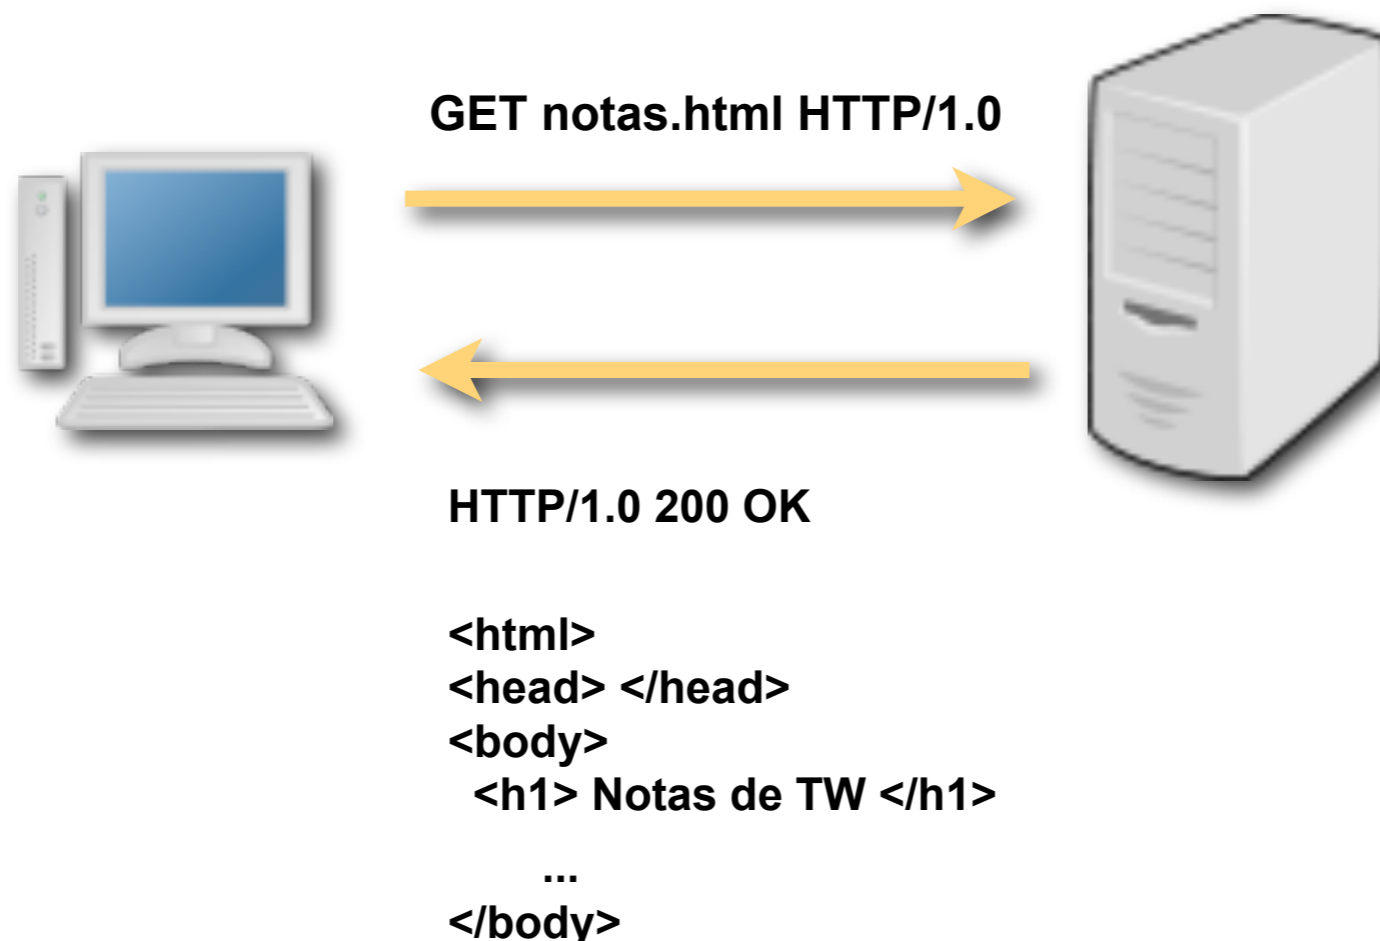 GET notas.html HTTP/1.0
HTTP/1.0 200 OK
<html>
<head> </head>
<body>
<h1> Notas de TW </h1>
...
</body>